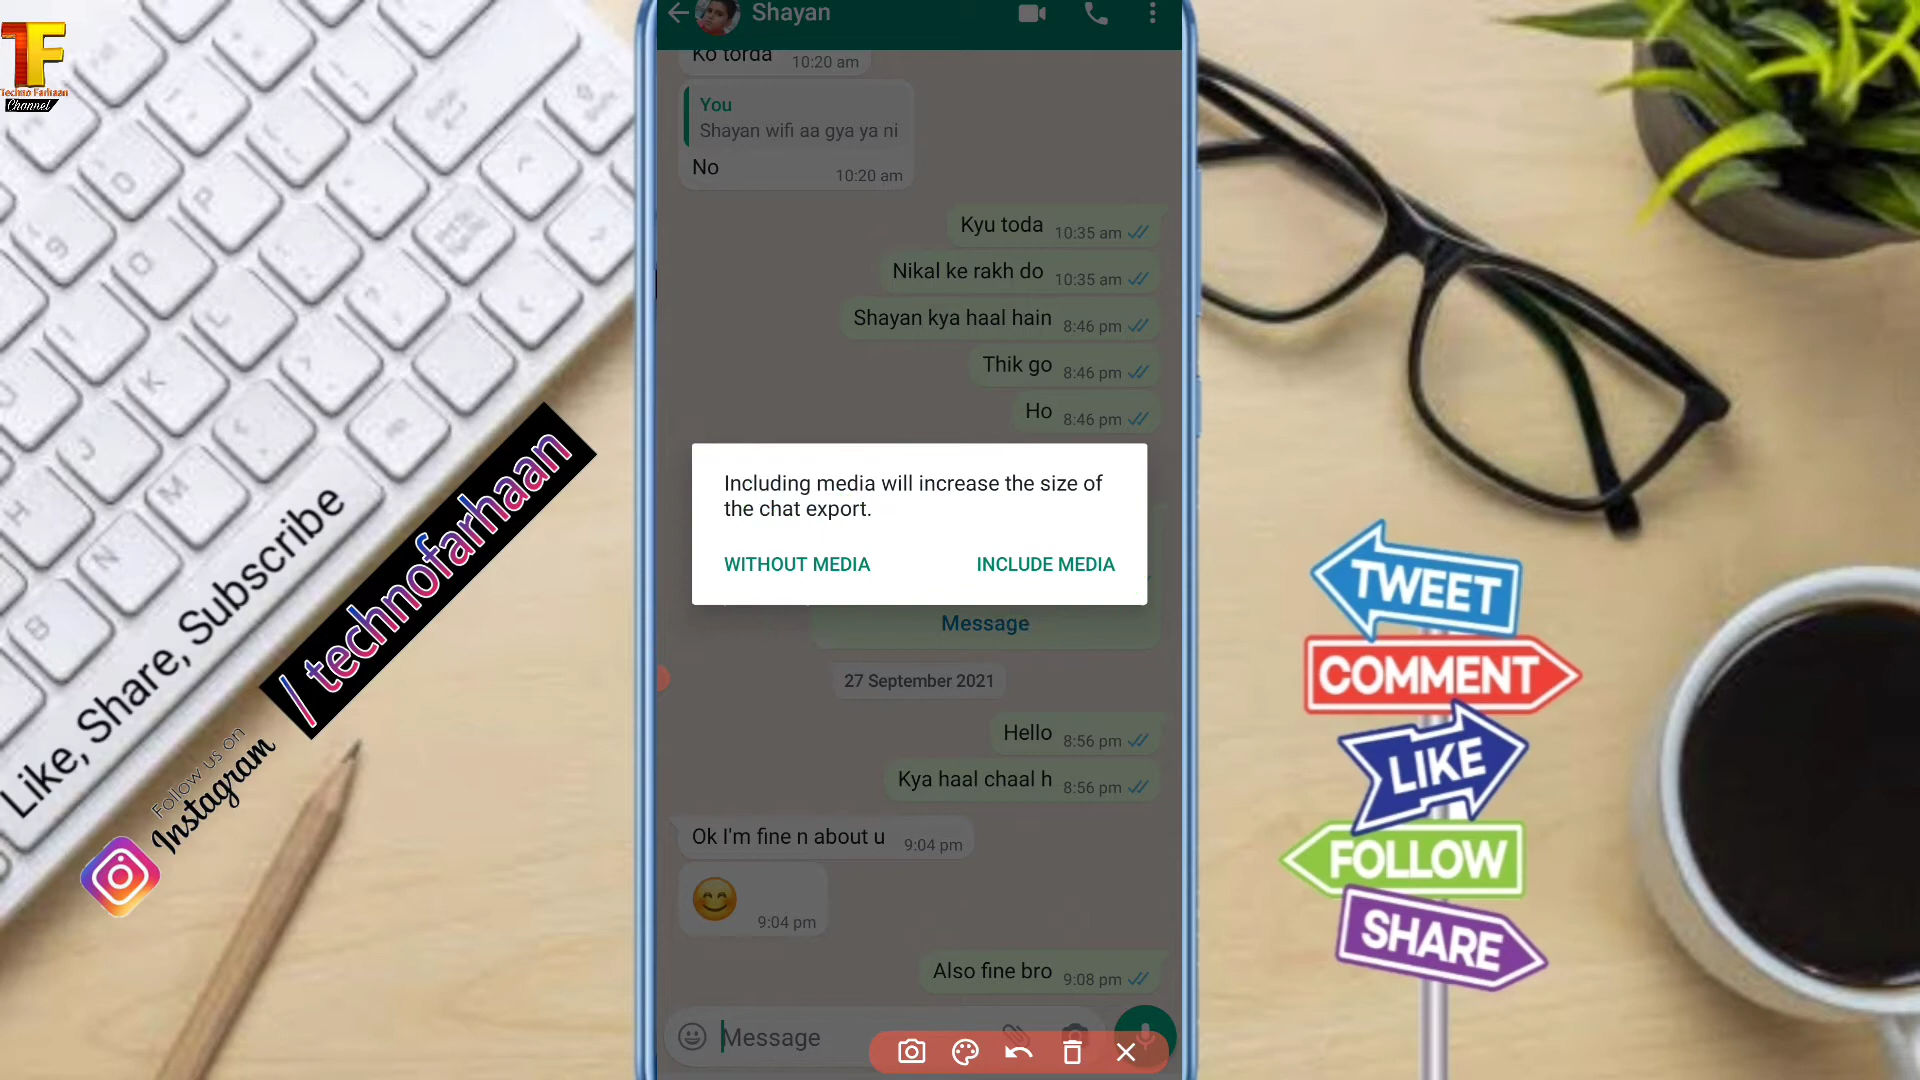 TF
Techno Farhaan
Channel
Like, Share, Subscribe
/ technofarhaan
Follow us on
Instagram
Shayan
Ko torda 10:20 am
You
Shayan wifi aa gya ya ni
No 10:20 am
Kyu toda 10:35 am
Nikal ke rakh do 10:35 am
Shayan kya haal hain 8:46 pm
Thik go 8:46 pm
Ho 8:46 pm
Including media will increase the size of
the chat export.
WITHOUT MEDIA INCLUDE MEDIA
Message
27 September 2021
Hello 8:56 pm
Kya haal chaal h 8:56 pm
Ok I'm fine n about u 9:04 pm
😊 9:04 pm
Also fine bro 9:08 pm
Message
TWEET
COMMENT
LIKE
FOLLOW
SHARE